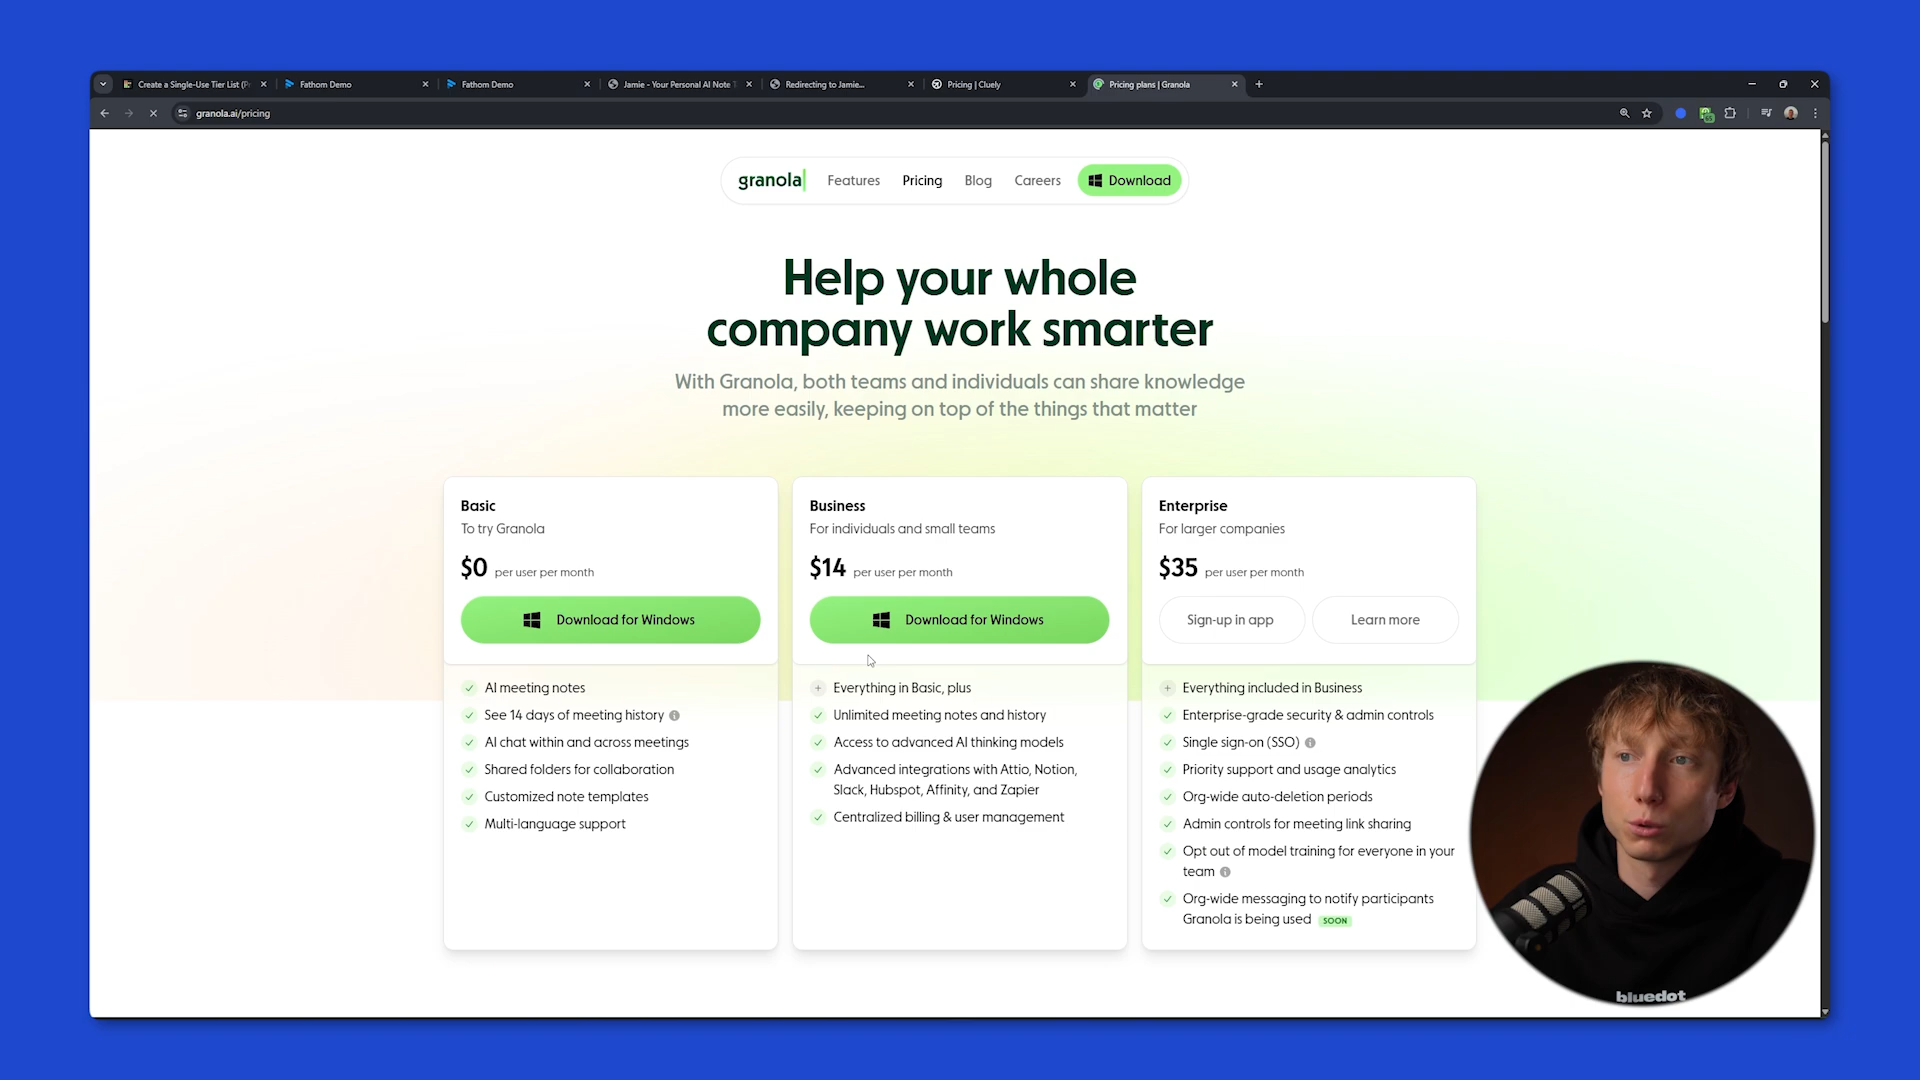 Create a Single-Use Tier List (P
Fathom Demo
Fathom Demo
Jamie - Your Personal AI Note T
Redirecting to Jamie...
Pricing | Cluely
Pricing plans | Granola
granola.ai/pricing
granola
Features
Pricing
Blog
Careers
Download
Help your whole
company work smarter
With Granola, both teams and individuals can share knowledge
more easily, keeping on top of the things that matter
Basic
To try Granola
$0 per user per month
Download for Windows
AI meeting notes
See 14 days of meeting history
AI chat within and across meetings
Shared folders for collaboration
Customized note templates
Multi-language support
Business
For individuals and small teams
$14 per user per month
Download for Windows
Everything in Basic, plus
Unlimited meeting notes and history
Access to advanced AI thinking models
Advanced integrations with Attio, Notion,
Slack, Hubspot, Affinity, and Zapier
Centralized billing & user management
Enterprise
For larger companies
$35 per user per month
Sign-up in app
Learn more
Everything included in Business
Enterprise-grade security & admin controls
Single sign-on (SSO)
Priority support and usage analytics
Org-wide auto-deletion periods
Admin controls for meeting link sharing
Opt out of model training for everyone in your
team
Org-wide messaging to notify participants
Granola is being used SOON
bluedot